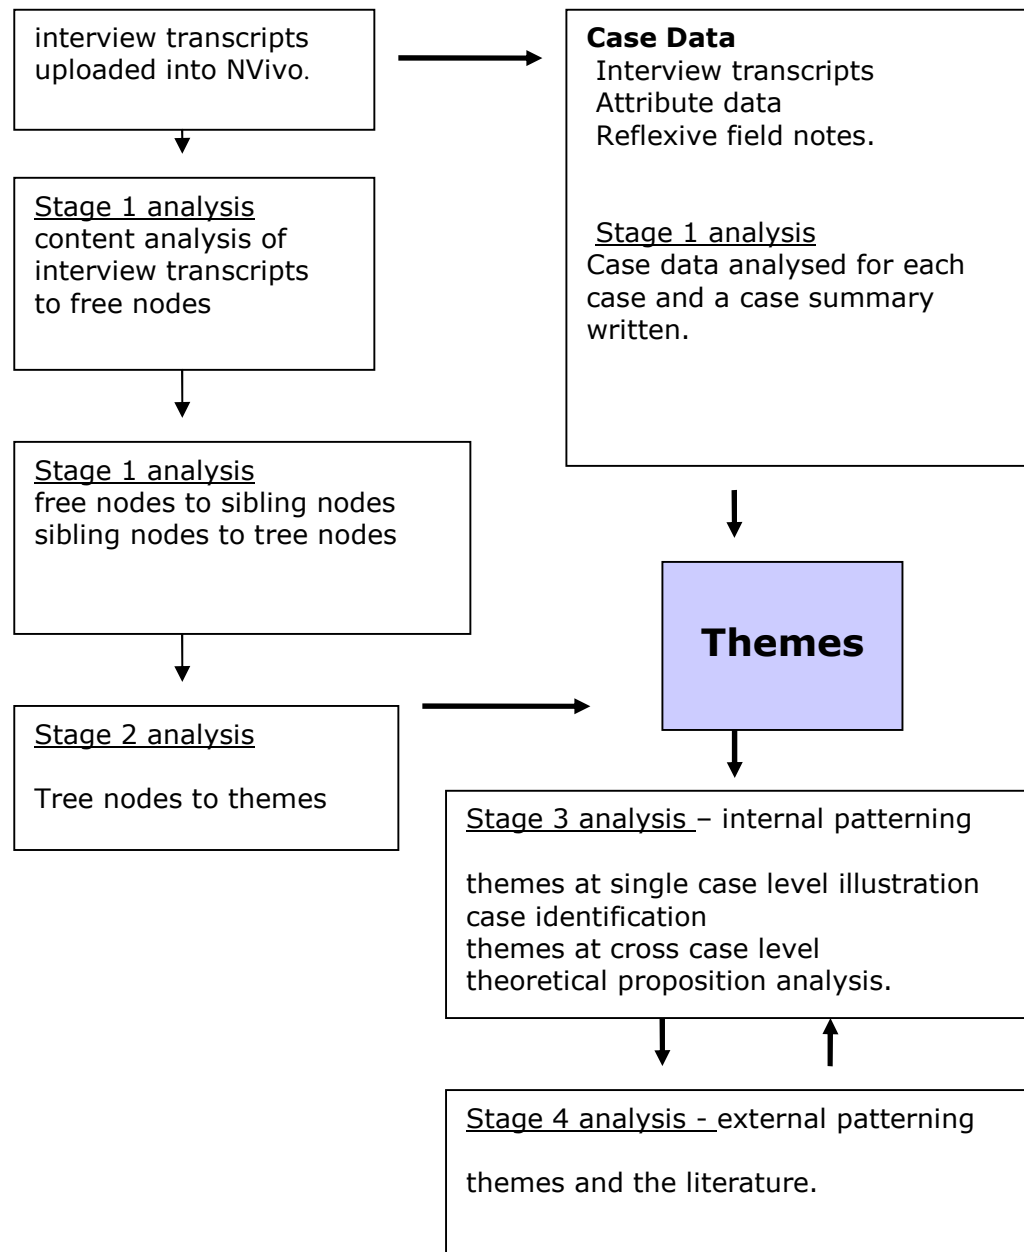 interview transcripts
uploaded into NVivo.
Case Data
Interview transcripts
Attribute data
Reflexive field notes.
Stage 1 analysis
Case data analysed for each
case and a case summary
written.
Stage 1 analysis
content analysis of
interview transcripts
to free nodes
Stage 1 analysis
free nodes to sibling nodes
sibling nodes to tree nodes
Themes
Stage 2 analysis
Tree nodes to themes
Stage 3 analysis – internal patterning
themes at single case level illustration
case identification
themes at cross case level
theoretical proposition analysis.
Stage 4 analysis - external patterning
themes and the literature.